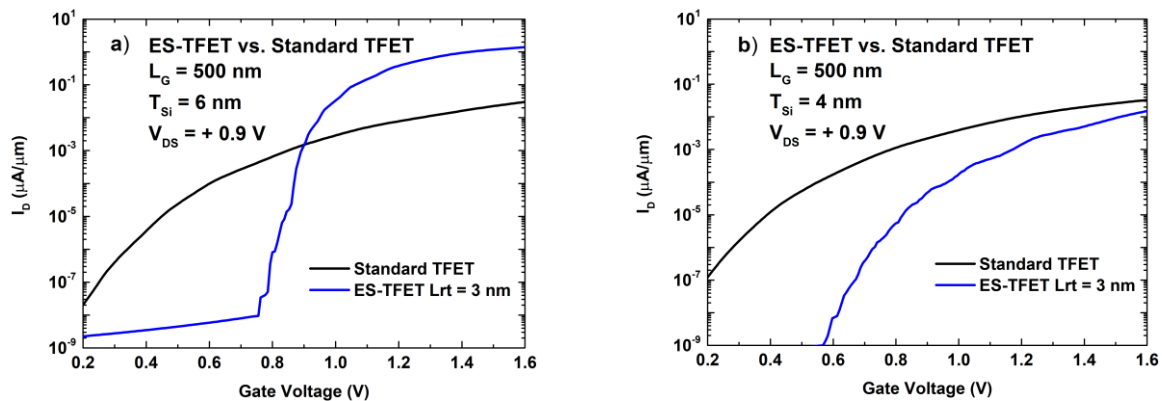 a) ES-TFET vs. Standard TFET
L_G = 500 nm
T_Si = 6 nm
V_DS = + 0.9 V
I_D (μA/μm)
10^1
10^-1
10^-3
10^-5
10^-7
10^-9
Standard TFET
ES-TFET Lrt = 3 nm
0.2 0.4 0.6 0.8 1.0 1.2 1.4 1.6
Gate Voltage (V)
b) ES-TFET vs. Standard TFET
L_G = 500 nm
T_Si = 4 nm
V_DS = + 0.9 V
I_D (μA/μm)
10^1
10^-1
10^-3
10^-5
10^-7
10^-9
Standard TFET
ES-TFET Lrt = 3 nm
0.2 0.4 0.6 0.8 1.0 1.2 1.4 1.6
Gate Voltage (V)